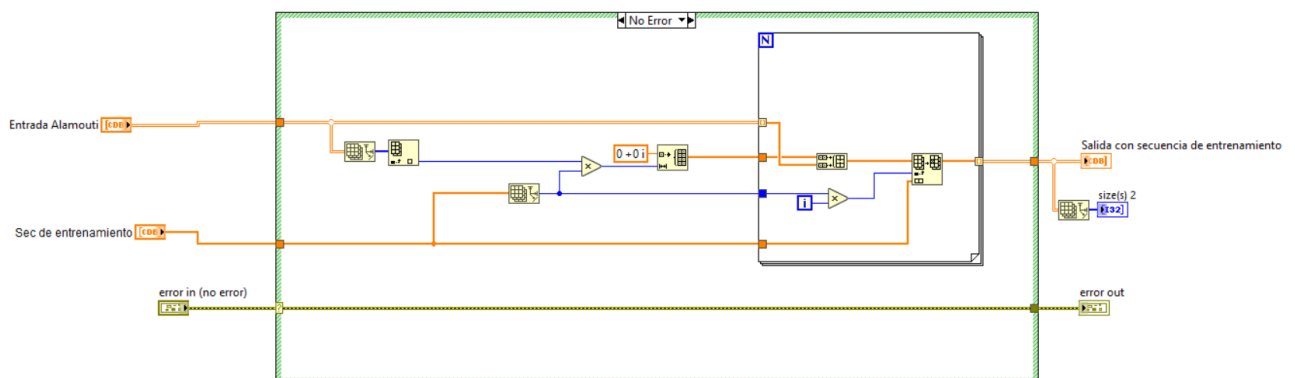 No Error
N
Entrada Alamouti
[CDB]
Salida con secuencia de entrenamiento
[CDB]
0 + 0 i
size(s) 2
[I32]
i
Sec de entrenamiento
[CDB]
error in (no error)
error out